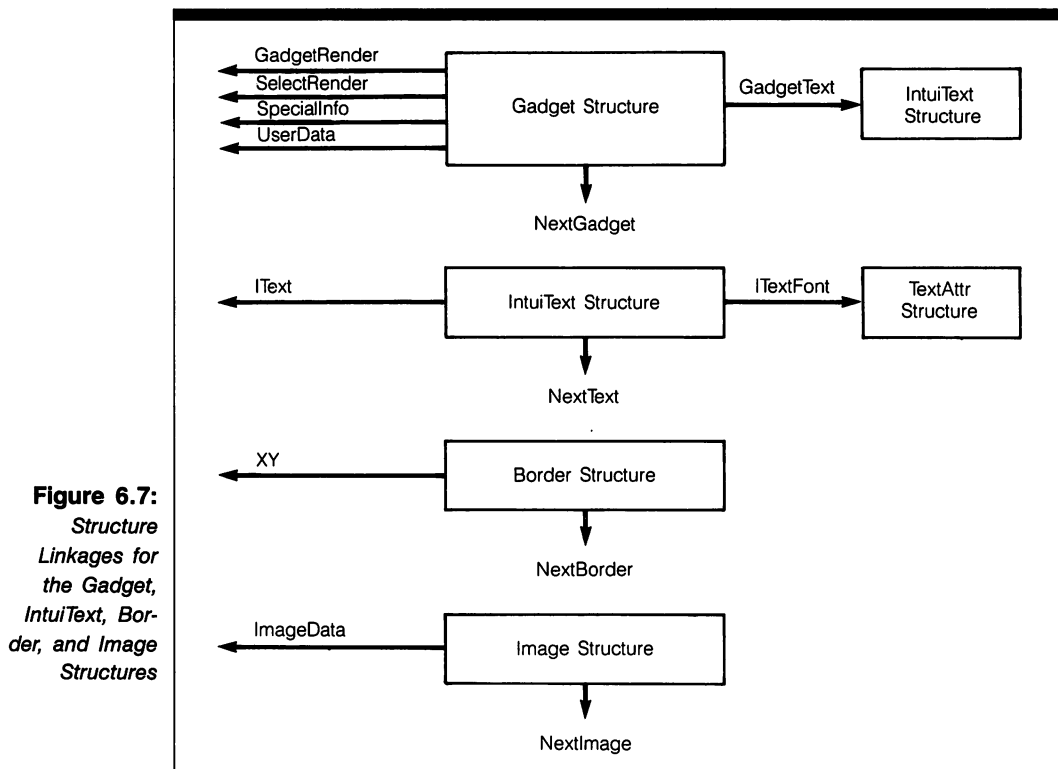 GadgetRender
SelectRender
SpecialInfo
UserData
Gadget Structure
GadgetText
IntuiText
Structure
NextGadget
IText
IntuiText Structure
ITextFont
TextAttr
Structure
NextText
XY
Border Structure
NextBorder
ImageData
Image Structure
NextImage
Figure 6.7:
Structure
Linkages for
the Gadget,
IntuiText, Bor-
der, and Image
Structures